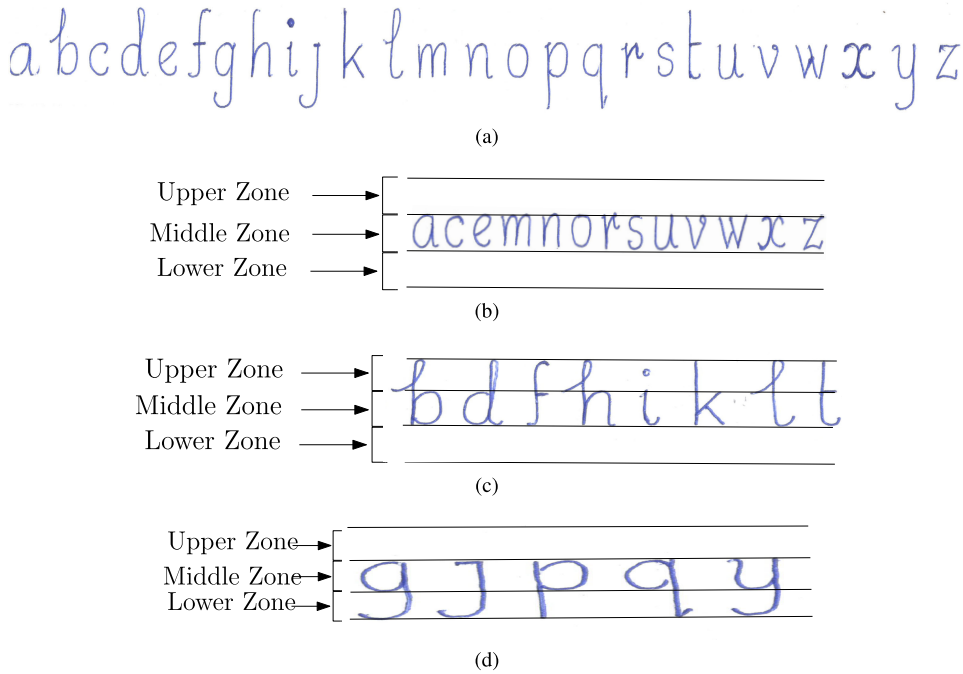 abcdefghijklmnopqrstuvwxyz
(a)
Upper Zone
Middle Zone acemnorsuvwxz
Lower Zone
(b)
Upper Zone
Middle Zone bdfhiklt
Lower Zone
(c)
Upper Zone
Middle Zone gjpqy
Lower Zone
(d)